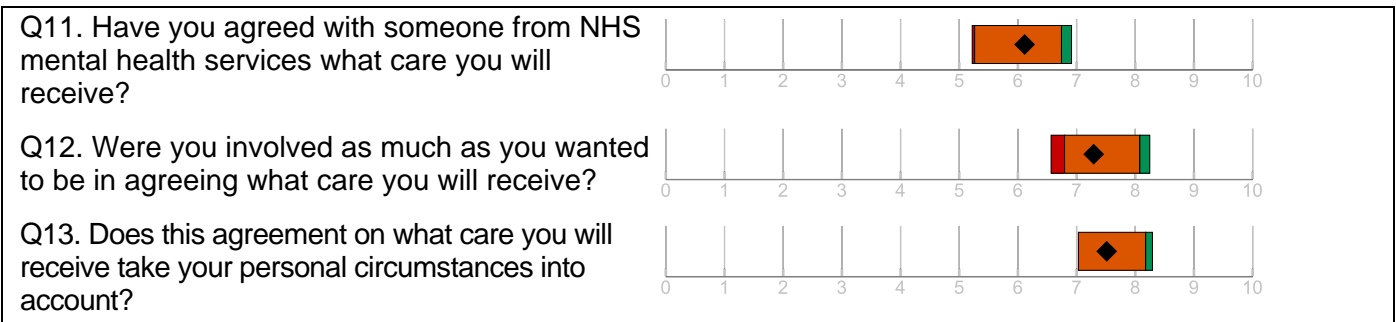 Q11. Have you agreed with someone from NHS
mental health services what care you will
receive?
0 1 2 3 4 5 6 7 8 9 10
Q12. Were you involved as much as you wanted
to be in agreeing what care you will receive?
0 1 2 3 4 5 6 7 8 9 10
Q13. Does this agreement on what care you will
receive take your personal circumstances into
account?
0 1 2 3 4 5 6 7 8 9 10